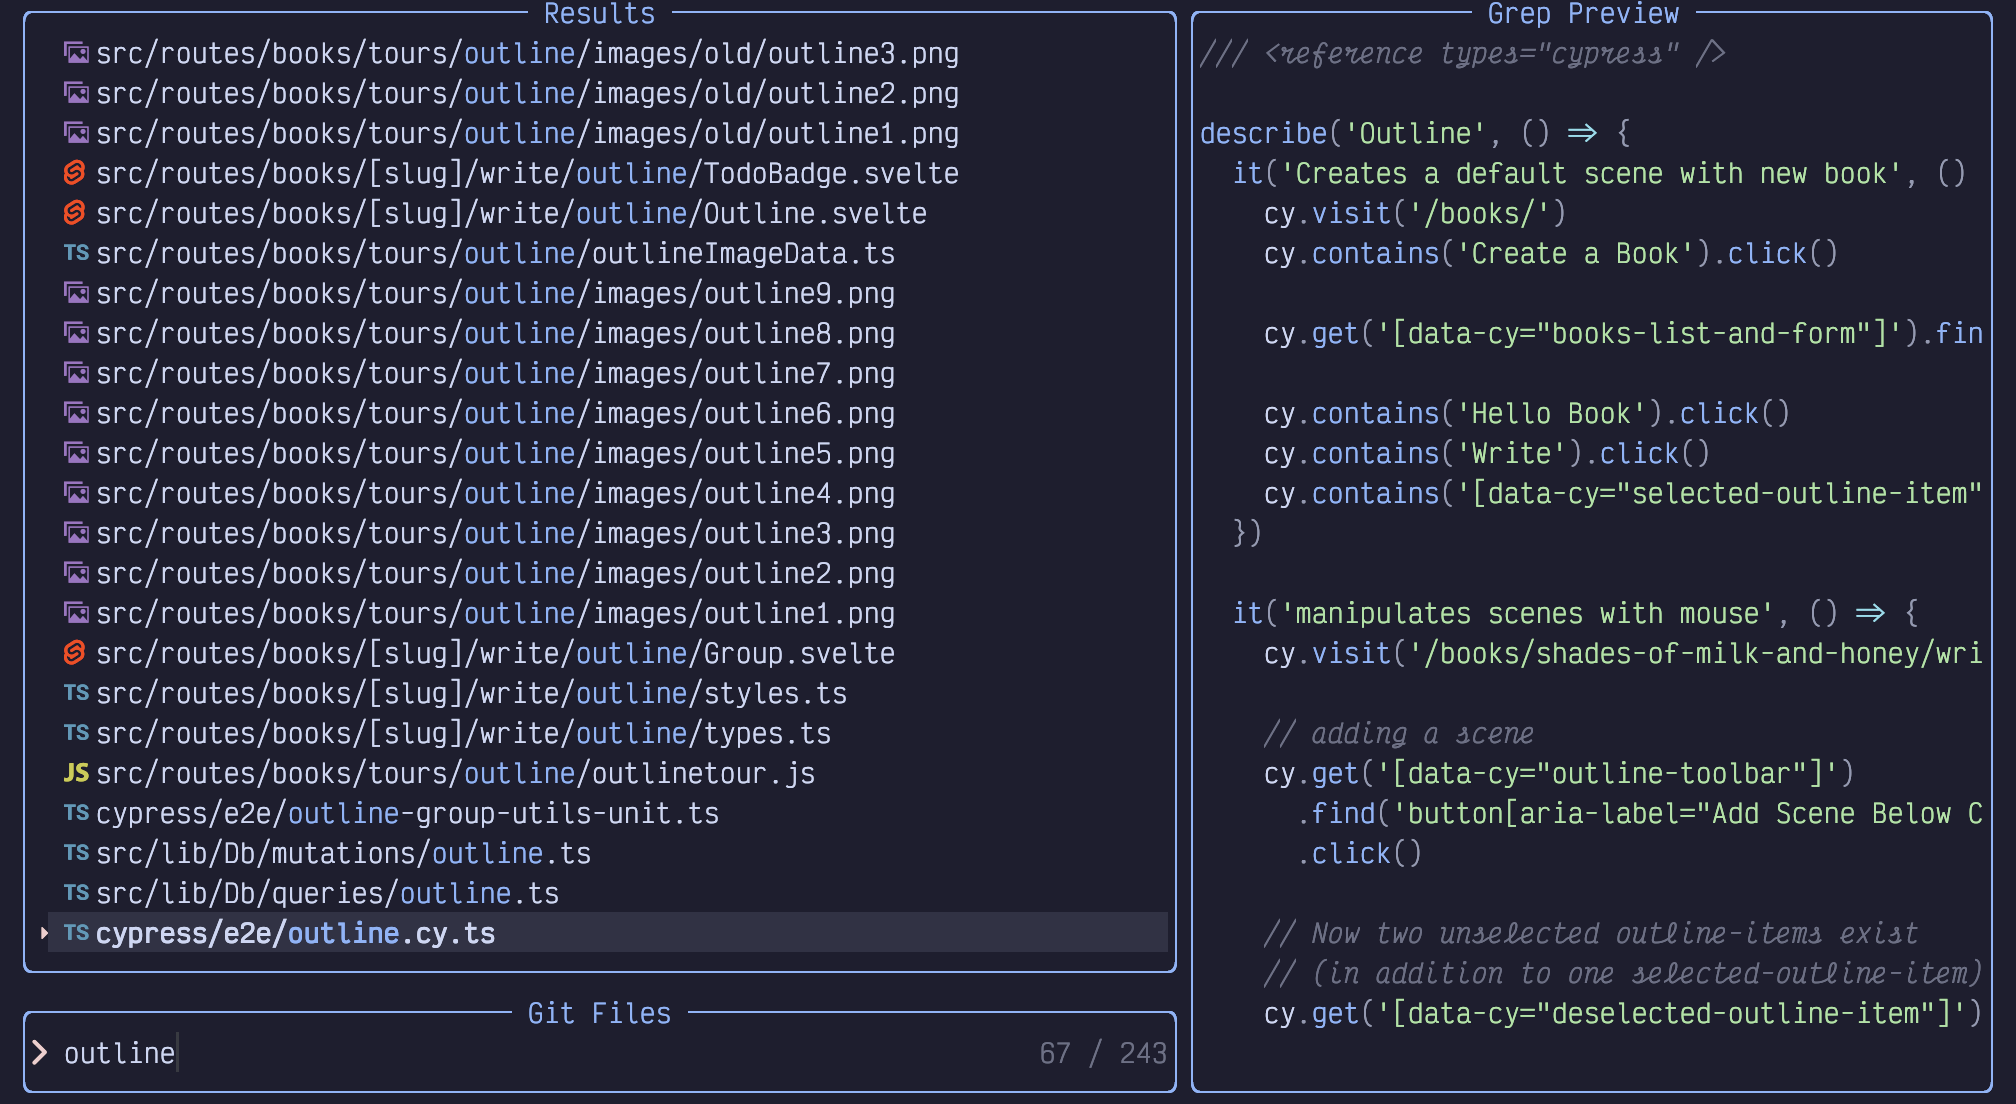 Results
src/routes/books/tours/outline/images/old/outline3.png
src/routes/books/tours/outline/images/old/outline2.png
src/routes/books/tours/outline/images/old/outline1.png
src/routes/books/[slug]/write/outline/TodoBadge.svelte
src/routes/books/[slug]/write/outline/Outline.svelte
TS src/routes/books/tours/outline/outlineImageData.ts
src/routes/books/tours/outline/images/outline9.png
src/routes/books/tours/outline/images/outline8.png
src/routes/books/tours/outline/images/outline7.png
src/routes/books/tours/outline/images/outline6.png
src/routes/books/tours/outline/images/outline5.png
src/routes/books/tours/outline/images/outline4.png
src/routes/books/tours/outline/images/outline3.png
src/routes/books/tours/outline/images/outline2.png
src/routes/books/tours/outline/images/outline1.png
src/routes/books/[slug]/write/outline/Group.svelte
TS src/routes/books/[slug]/write/outline/styles.ts
TS src/routes/books/[slug]/write/outline/types.ts
JS src/routes/books/tours/outline/outlinetour.js
TS cypress/e2e/outline-group-utils-unit.ts
TS src/lib/Db/mutations/outline.ts
TS src/lib/Db/queries/outline.ts
TS cypress/e2e/outline.cy.ts
Git Files
> outline 67 / 243
Grep Preview
/// <reference types="cypress" />
describe('Outline', () => {
it('Creates a default scene with new book', ()
cy.visit('/books/')
cy.contains('Create a Book').click()
cy.get('[data-cy="books-list-and-form"]').fin
cy.contains('Hello Book').click()
cy.contains('Write').click()
cy.contains('[data-cy="selected-outline-item"
})
it('manipulates scenes with mouse', () => {
cy.visit('/books/shades-of-milk-and-honey/wri
// adding a scene
cy.get('[data-cy="outline-toolbar"]')
.find('button[aria-label="Add Scene Below C
.click()
// Now two unselected outline-items exist
// (in addition to one selected-outline-item)
cy.get('[data-cy="deselected-outline-item"]')